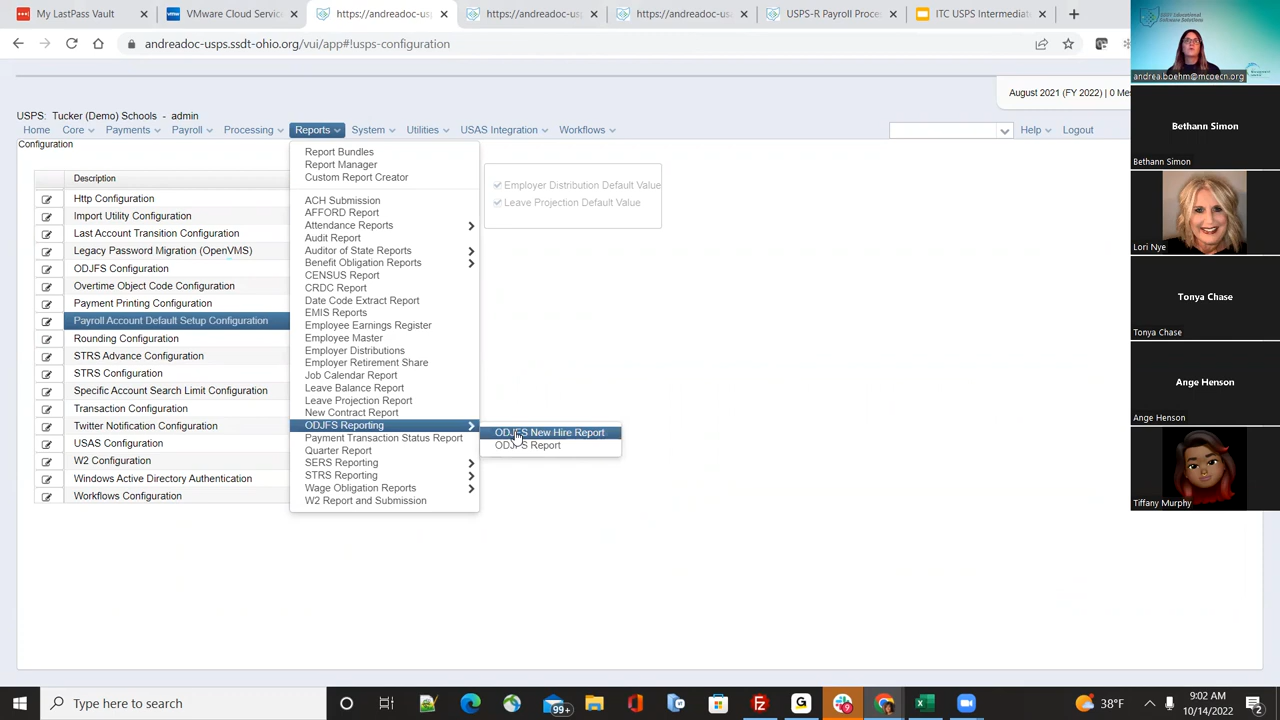 My LastPass Vault
VMware Cloud Servic
https://andreadoc-us
https://andreadoc-us
https://andreadoc-us
USPS-R Payroll Proce
ITC USPS Intermediat
andreadoc-usps.ssdt-ohio.org/vui/app#!usps-configuration
August 2021 (FY 2022) | 0 Mes
USPS: Tucker (Demo) Schools - admin
Home Core Payments Payroll Processing Reports System Utilities USAS Integration Workflows Help Logout
Configuration
Description
Http Configuration
Import Utility Configuration
Last Account Transition Configuration
Legacy Password Migration (OpenVMS)
ODJFS Configuration
Overtime Object Code Configuration
Payment Printing Configuration
Payroll Account Default Setup Configuration
Rounding Configuration
STRS Advance Configuration
STRS Configuration
Specific Account Search Limit Configuration
Transaction Configuration
Twitter Notification Configuration
USAS Configuration
W2 Configuration
Windows Active Directory Authentication
Workflows Configuration
Report Bundles
Report Manager
Custom Report Creator
ACH Submission
AFFORD Report
Attendance Reports
Audit Report
Auditor of State Reports
Benefit Obligation Reports
CENSUS Report
CRDC Report
Date Code Extract Report
EMIS Reports
Employee Earnings Register
Employee Master
Employer Distributions
Employer Retirement Share
Job Calendar Report
Leave Balance Report
Leave Projection Report
New Contract Report
ODJFS Reporting
Payment Transaction Status Report
Quarter Report
SERS Reporting
STRS Reporting
Wage Obligation Reports
W2 Report and Submission
ODJFS New Hire Report
ODJFS Report
Employer Distribution Default Value
Leave Projection Default Value
andrea.boehm@mcoecn.org
Bethann Simon
Bethann Simon
Lori Nye
Tonya Chase
Tonya Chase
Ange Henson
Ange Henson
Tiffany Murphy
Type here to search
99+
38°F
9:02 AM
10/14/2022
2